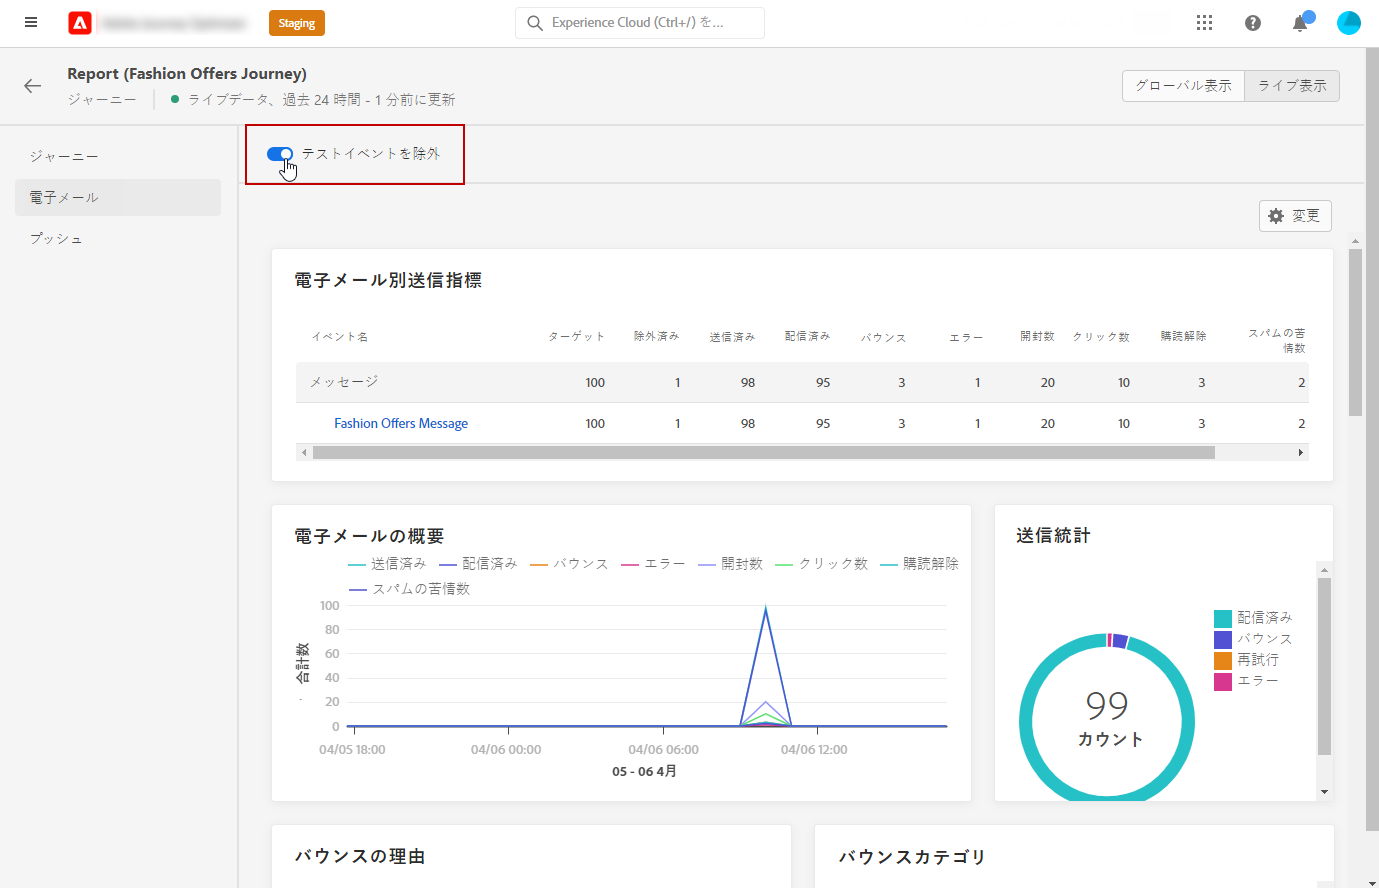 Staging
Experience Cloud (Ctrl+/) を...
Report (Fashion Offers Journey)
ジャーニー
ライブデータ、過去 24 時間 - 1 分前に更新
グローバル表示
ライブ表示
ジャーニー
電子メール
プッシュ
テストイベントを除外
変更
電子メール別送信指標
イベント名 ターゲット 除外済み 送信済み 配信済み バウンス エラー 開封数 クリック数 購読解除 スパムの苦情数
メッセージ 100 1 98 95 3 1 20 10 3 2
Fashion Offers Message 100 1 98 95 3 1 20 10 3 2
電子メールの概要
送信済み 配信済み バウンス エラー 開封数 クリック数 購読解除
スパムの苦情数
合計数
100
80
60
40
20
0
04/05 18:00 04/06 00:00 04/06 06:00 04/06 12:00
05 - 06 4月
送信統計
配信済み
バウンス
再試行
エラー
99
カウント
バウンスの理由
バウンスカテゴリ